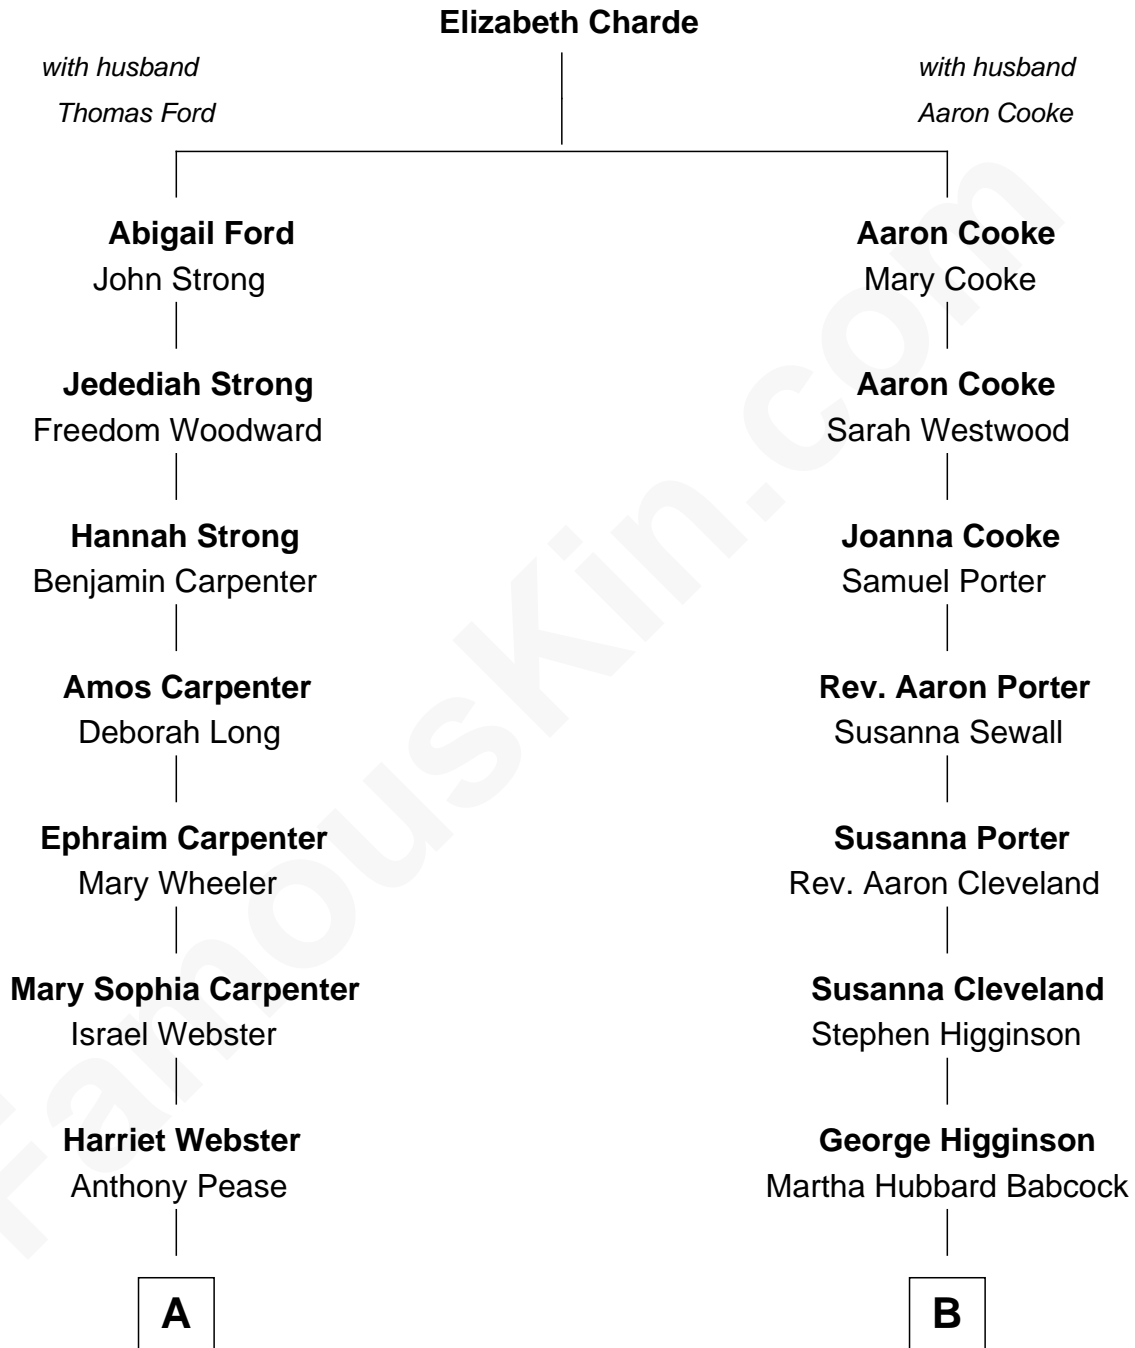 Elizabeth Charde
with husband
Thomas Ford
with husband
Aaron Cooke
Abigail Ford
John Strong
Aaron Cooke
Mary Cooke
Jedediah Strong
Freedom Woodward
Aaron Cooke
Sarah Westwood
Hannah Strong
Benjamin Carpenter
Joanna Cooke
Samuel Porter
Amos Carpenter
Deborah Long
Rev. Aaron Porter
Susanna Sewall
Ephraim Carpenter
Mary Wheeler
Susanna Porter
Rev. Aaron Cleveland
Mary Sophia Carpenter
Israel Webster
Susanna Cleveland
Stephen Higginson
Harriet Webster
Anthony Pease
George Higginson
Martha Hubbard Babcock
A
B
FamousKin.com